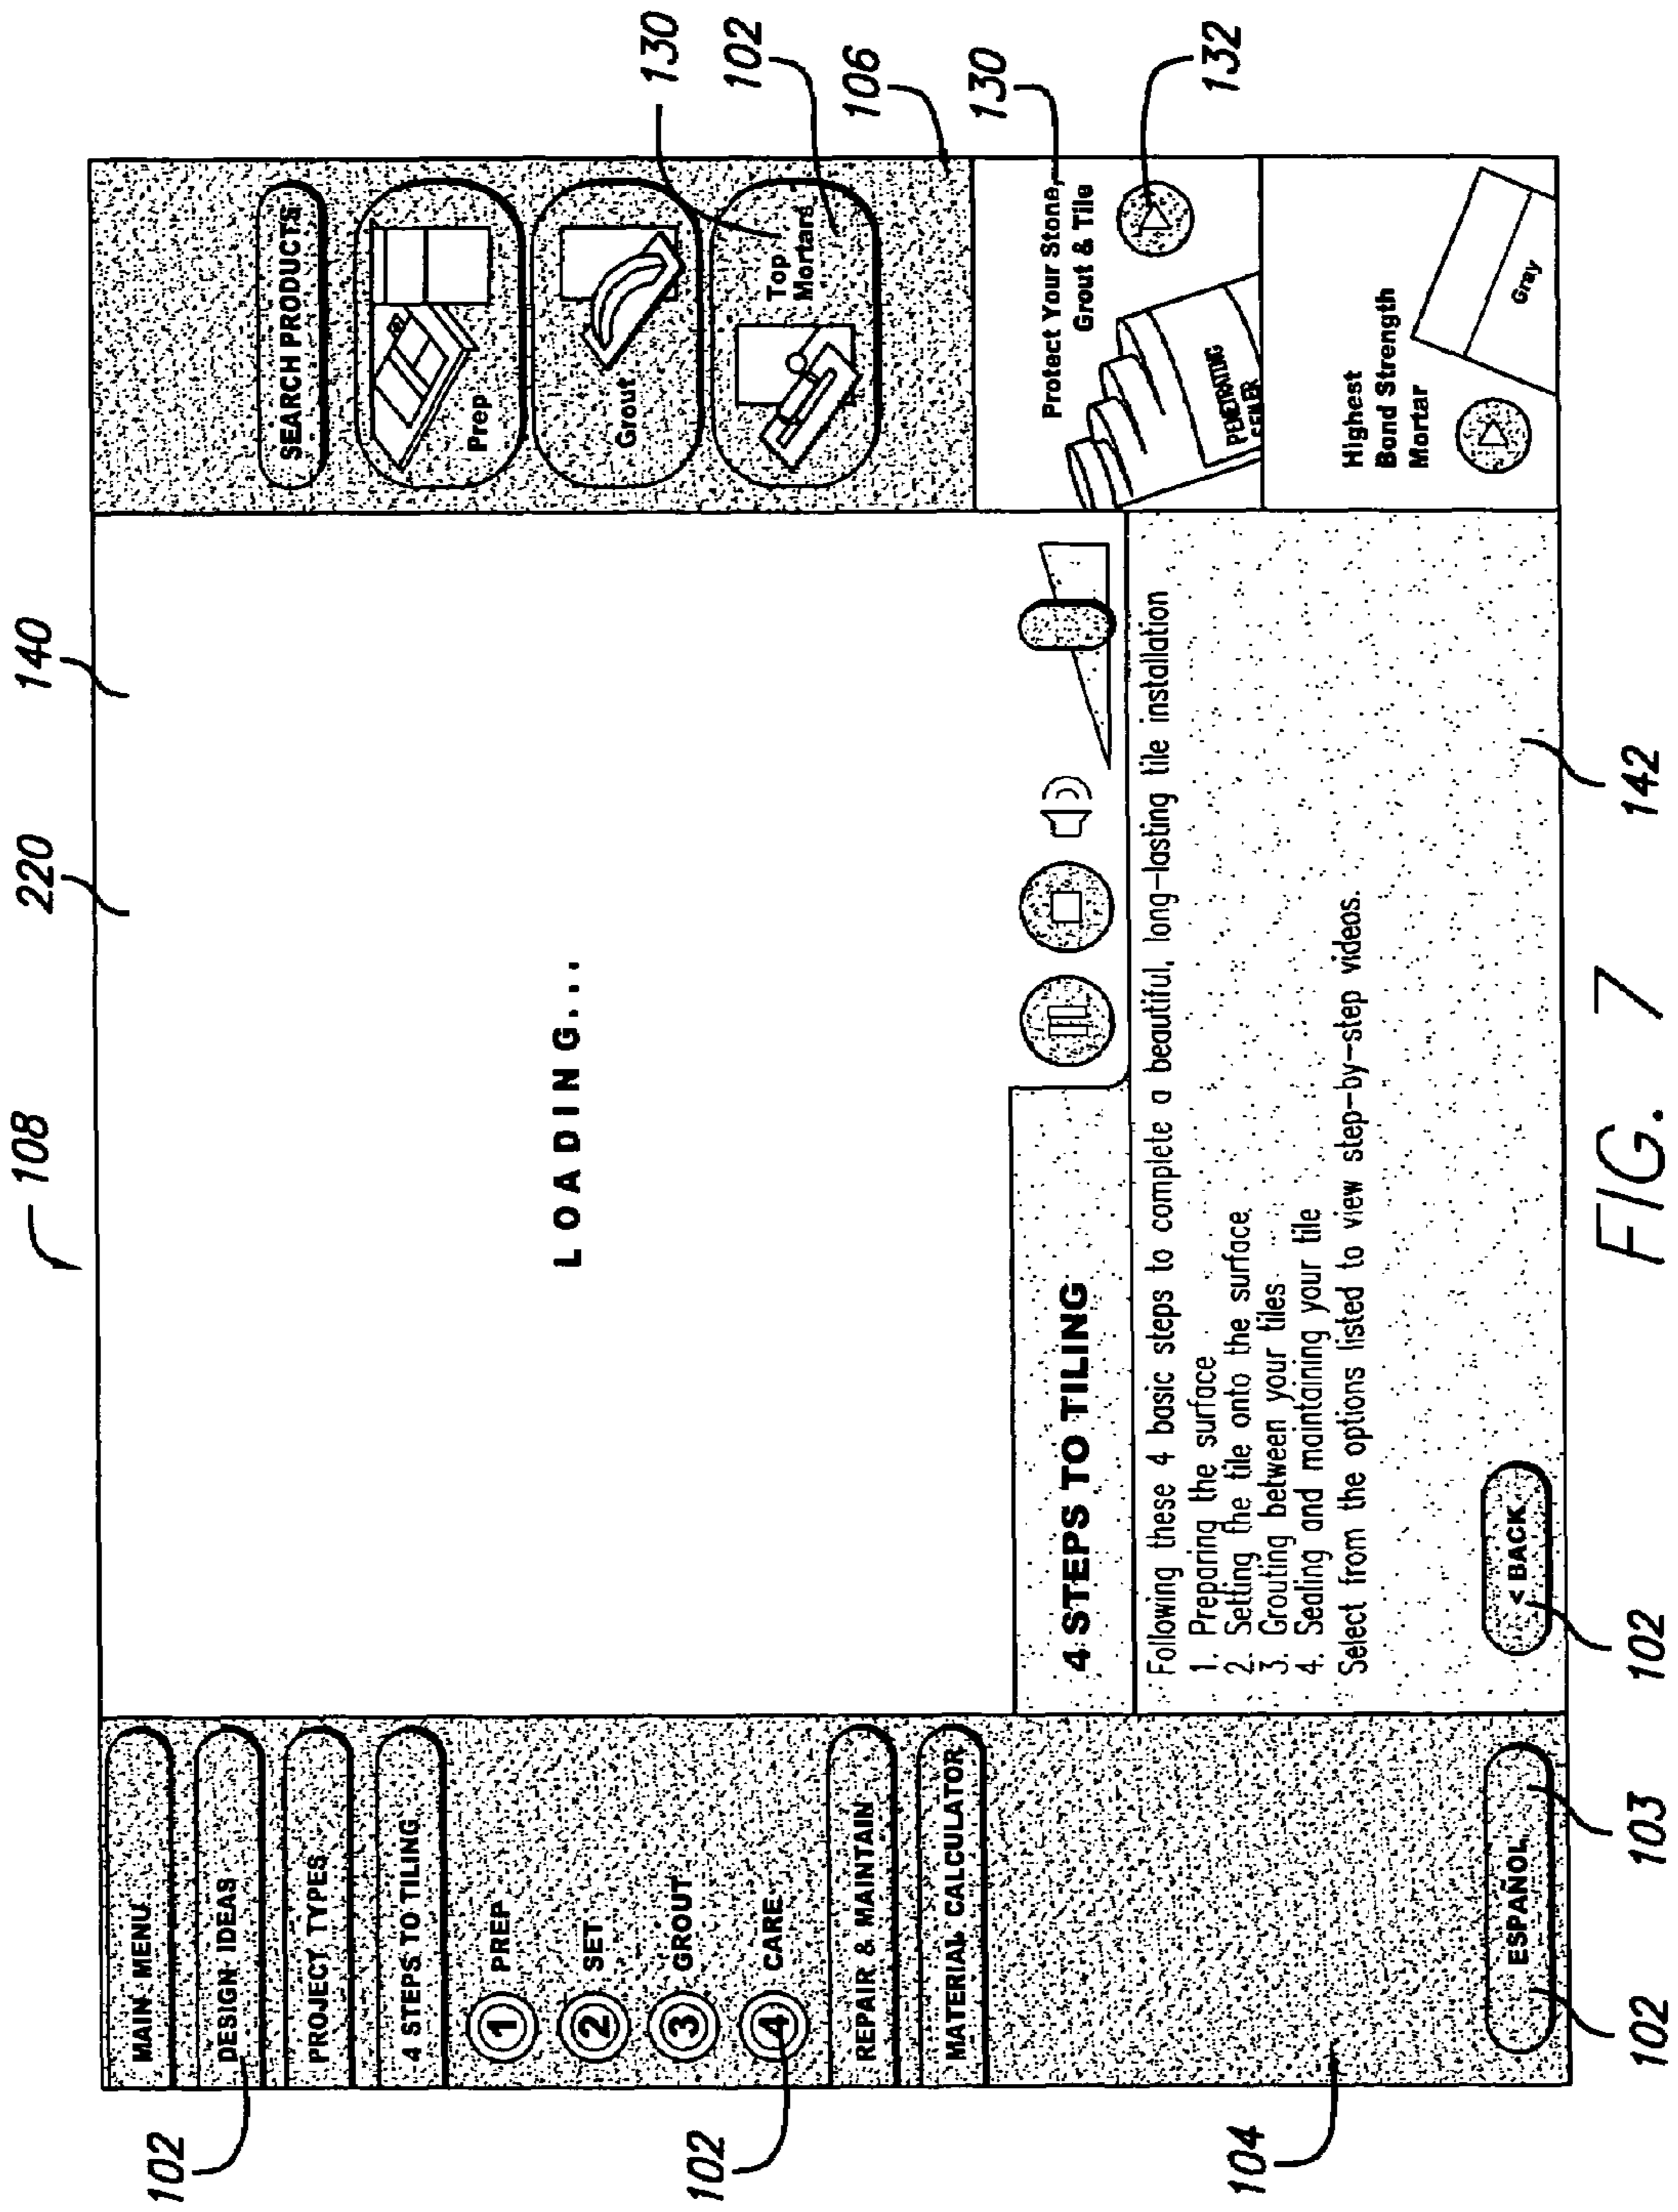 108
220
140
102
MAIN MENU
DESIGN IDEAS
PROJECT TYPES
4 STEPS TO TILING
1 PREP
2 SET
3 GROUT
4 CARE
102
REPAIR & MAINTAIN
MATERIAL CALCULATOR
104
ESPAÑOL
102
103
LOADING...
4 STEPS TO TILING
Following these 4 basic steps to complete a beautiful, long-lasting tile installation
1. Preparing the surface
2. Setting the tile onto the surface
3. Grouting between your tiles
4. Sealing and maintaining your tile
Select from the options listed to view step-by-step videos.
< BACK
102
142
SEARCH PRODUCTS
Prep
Grout
Top
Mortars
130
102
106
130
Protect Your Stone,
Grout & Tile
PENETRATING
SEALER
132
Highest
Bond Strength
Mortar
Gray
FIG. 7